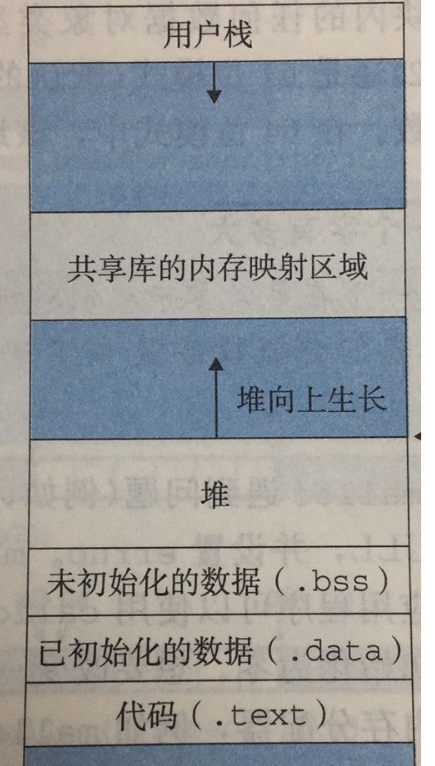 用户栈
共享库的内存映射区域
堆向上生长
堆
未初始化的数据(.bss)
已初始化的数据(.data)
代码(.text)